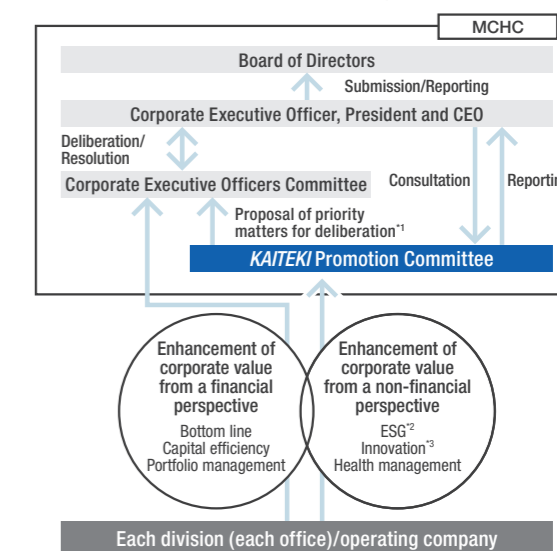 MCHC
Board of Directors
Submission/Reporting
Corporate Executive Officer, President and CEO
Deliberation/
Resolution
Corporate Executive Officers Committee
Consultation
Reportin
Proposal of priority
matters for deliberation*1
KAITEKI Promotion Committee
Enhancement of
corporate value
from a financial
perspective
Bottom line
Capital efficiency
Portfolio management
Enhancement of
corporate value
from a non-financial
perspective
ESG*2
Innovation*3
Health management
Each division (each office)/operating company